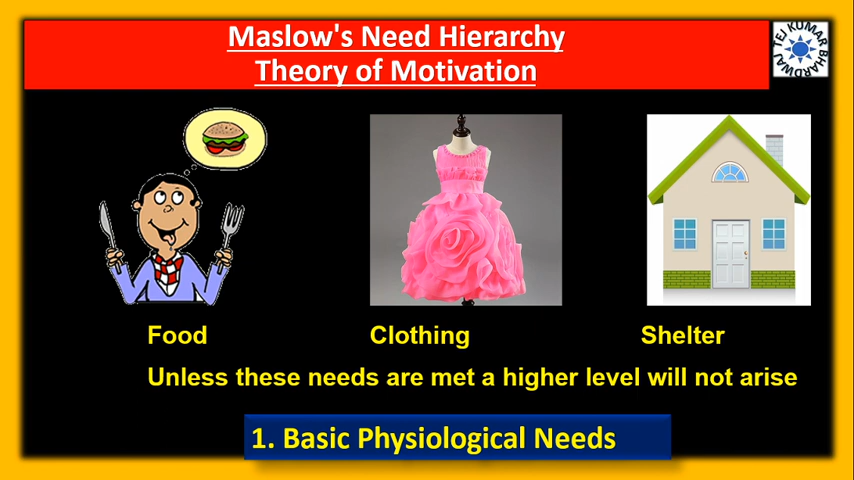 Maslow's Need Hierarchy
Theory of Motivation
TEJ KUMAR BHARDWAJ
Food
Clothing
Shelter
Unless these needs are met a higher level will not arise
1. Basic Physiological Needs